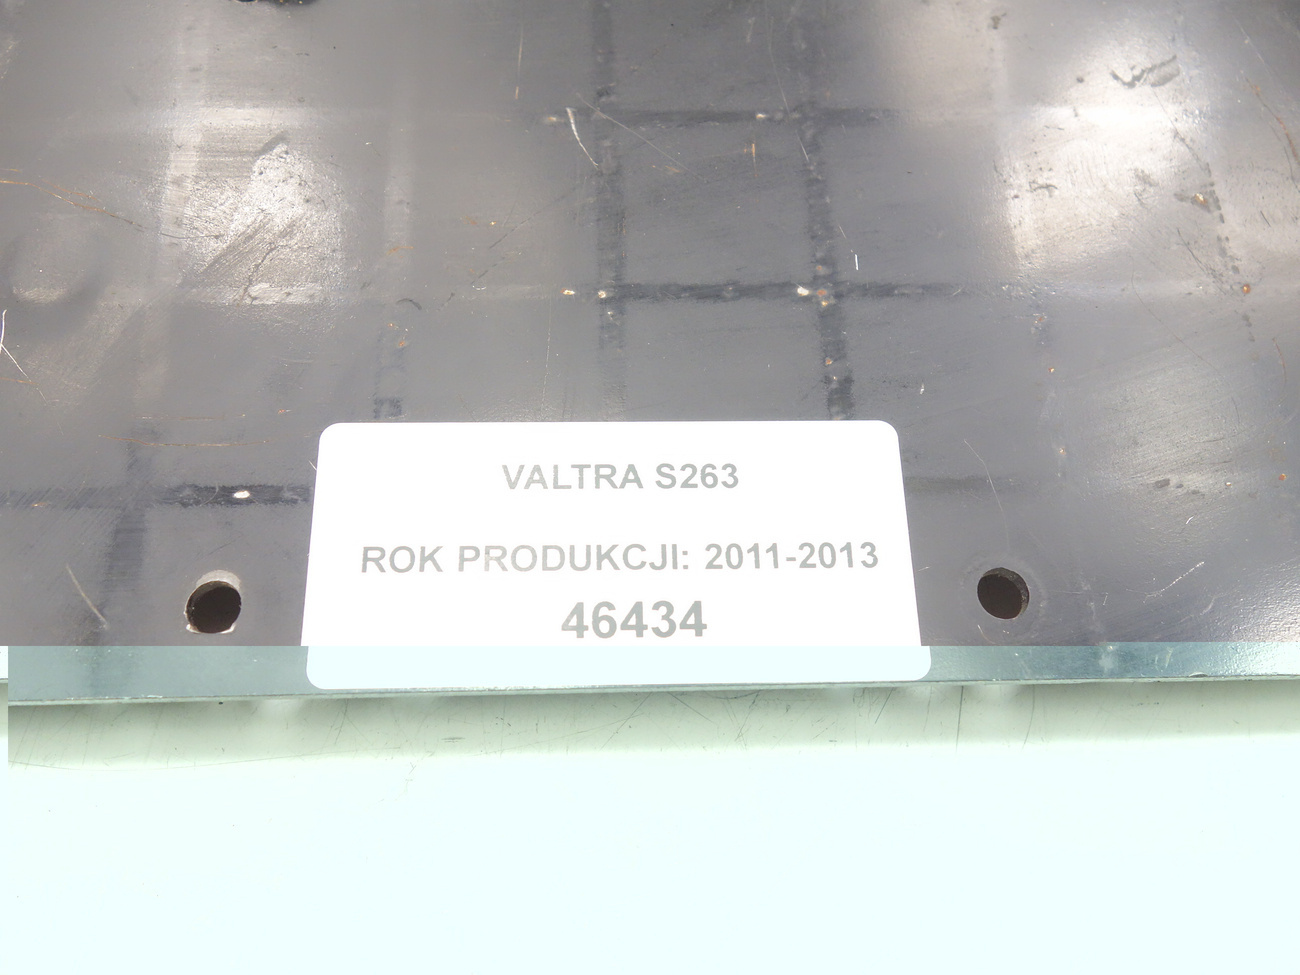 VALTRA S263
ROK PRODUKCJI: 2011-2013
46434